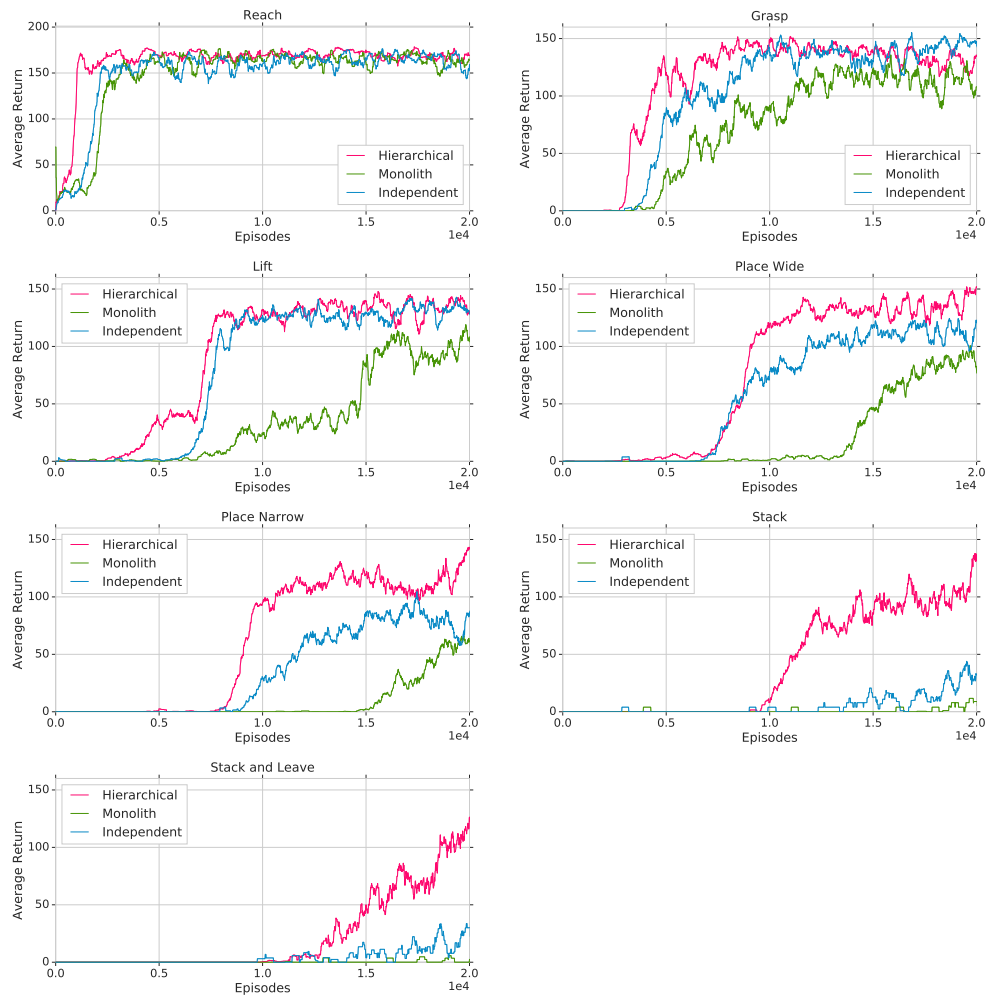 Reach
Average Return
200
150
100
50
0
Hierarchical
Monolith
Independent
0.0 0.5 1.0 1.5 2.0
Episodes
1e4
Grasp
Average Return
150
100
50
0
Hierarchical
Monolith
Independent
0.0 0.5 1.0 1.5 2.0
Episodes
1e4
Lift
Average Return
150
100
50
0
Hierarchical
Monolith
Independent
0.0 0.5 1.0 1.5 2.0
Episodes
1e4
Place Wide
Average Return
150
100
50
0
Hierarchical
Monolith
Independent
0.0 0.5 1.0 1.5 2.0
Episodes
1e4
Place Narrow
Average Return
150
100
50
0
Hierarchical
Monolith
Independent
0.0 0.5 1.0 1.5 2.0
Episodes
1e4
Stack
Average Return
150
100
50
0
Hierarchical
Monolith
Independent
0.0 0.5 1.0 1.5 2.0
Episodes
1e4
Stack and Leave
Average Return
150
100
50
0
Hierarchical
Monolith
Independent
0.0 0.5 1.0 1.5 2.0
Episodes
1e4